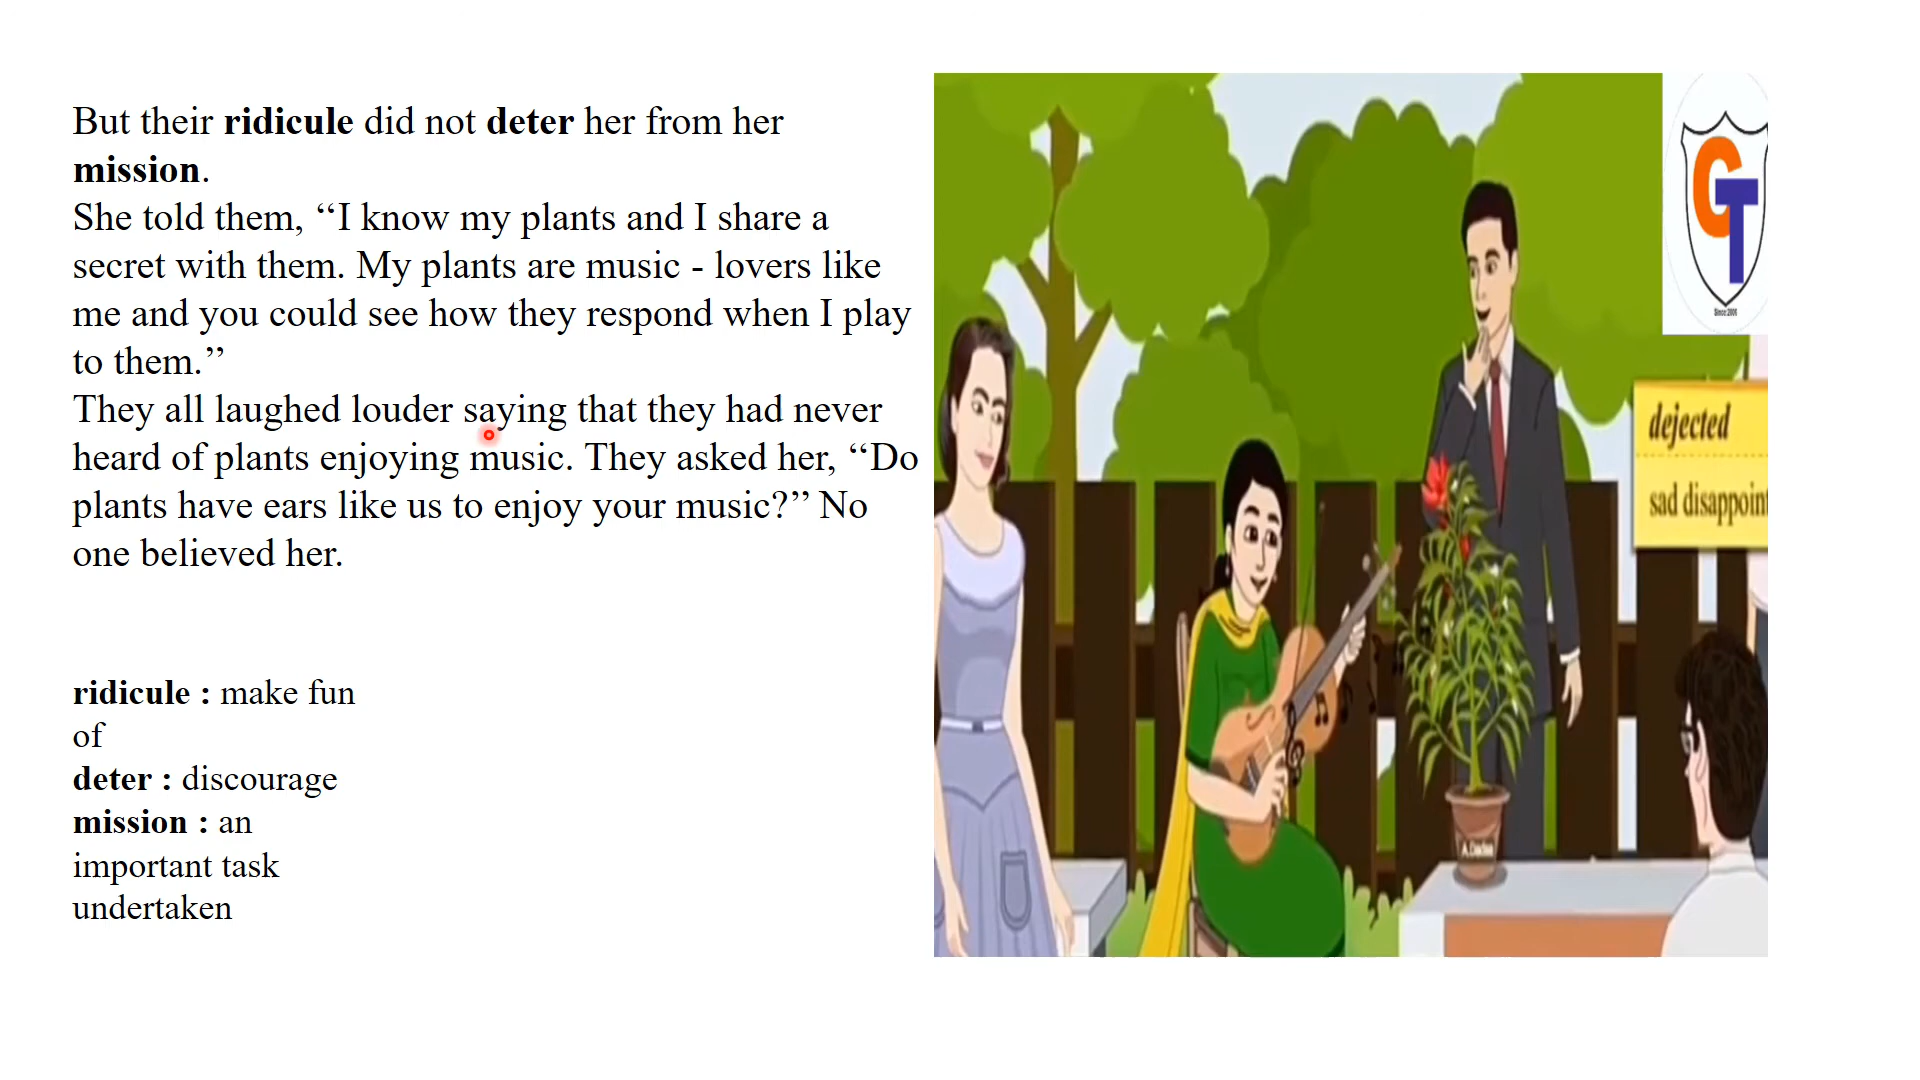 But their ridicule did not deter her from her
mission.
She told them, ‘‘I know my plants and I share a
secret with them. My plants are music - lovers like
me and you could see how they respond when I play
to them.’’
They all laughed louder saying that they had never
heard of plants enjoying music. They asked her, ‘‘Do
plants have ears like us to enjoy your music?’’ No
one believed her.
ridicule : make fun
of
deter : discourage
mission : an
important task
undertaken
GT
Since 2001
dejected
sad disappoint